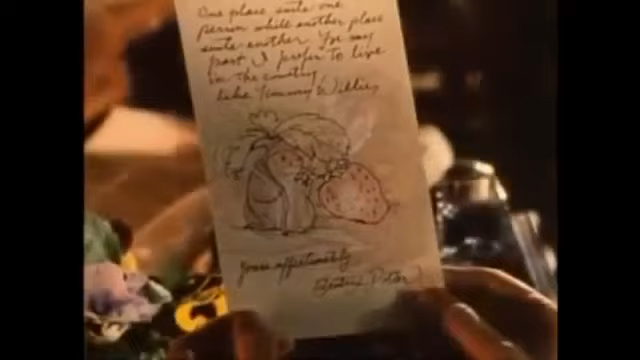 One place suits one
person while another place
suits another. For my
part I prefer to live
in the country
like Timmy Willie,
Yours affectionately
Beatrix Potter